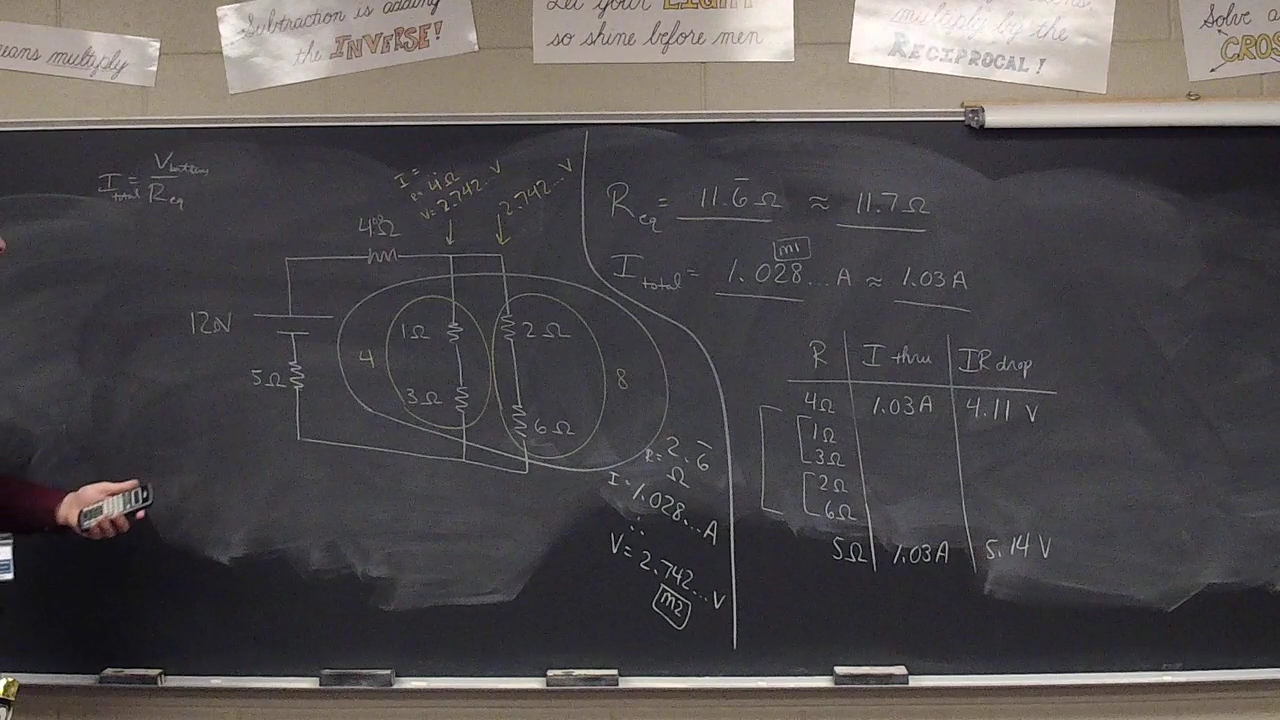 means multiply
Subtraction is adding
the INVERSE!
Let your LIGHT
so shine before men
multiply by the
RECIPROCAL!
Solve
CROS
I total = V battery / R eq
I =
R = 4Ω
V = 2.742...V
2.742...V
4Ω
12V
5Ω
4
1Ω
3Ω
2Ω
6Ω
8
R = 2.6̅
Ω
I = 1.028...A
∴
V = 2.742...V
m2
R eq = 11.6̅ Ω ≈ 11.7Ω
m1
I total = 1.028...A ≈ 1.03A
R I thru IR drop
4Ω 1.03A 4.11 V
1Ω
3Ω
2Ω
6Ω
5Ω 1.03A 5.14 V